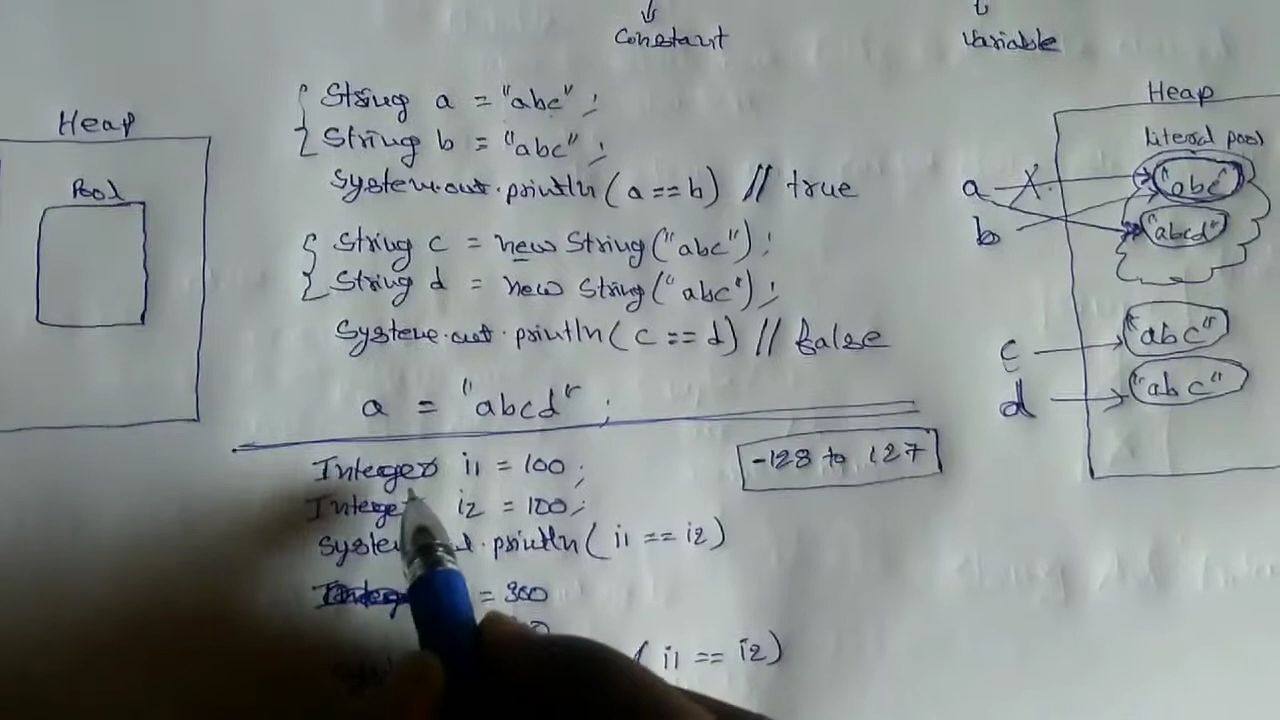 Constant
Variable
Heap
Pool
String a = "abc";
String b = "abc";
System.out.println(a==b) // true
String c = new String("abc");
String d = new String("abc");
System.out.println(c==d) // false
a = "abcd";
Heap
Literal pool
a
"abc"
b
"abcd"
c
"abc"
d
"abc"
Integer i1 = 100;
-128 to 127
i2 = 100;
println(i1 == i2)
= 300
(i1 == i2)